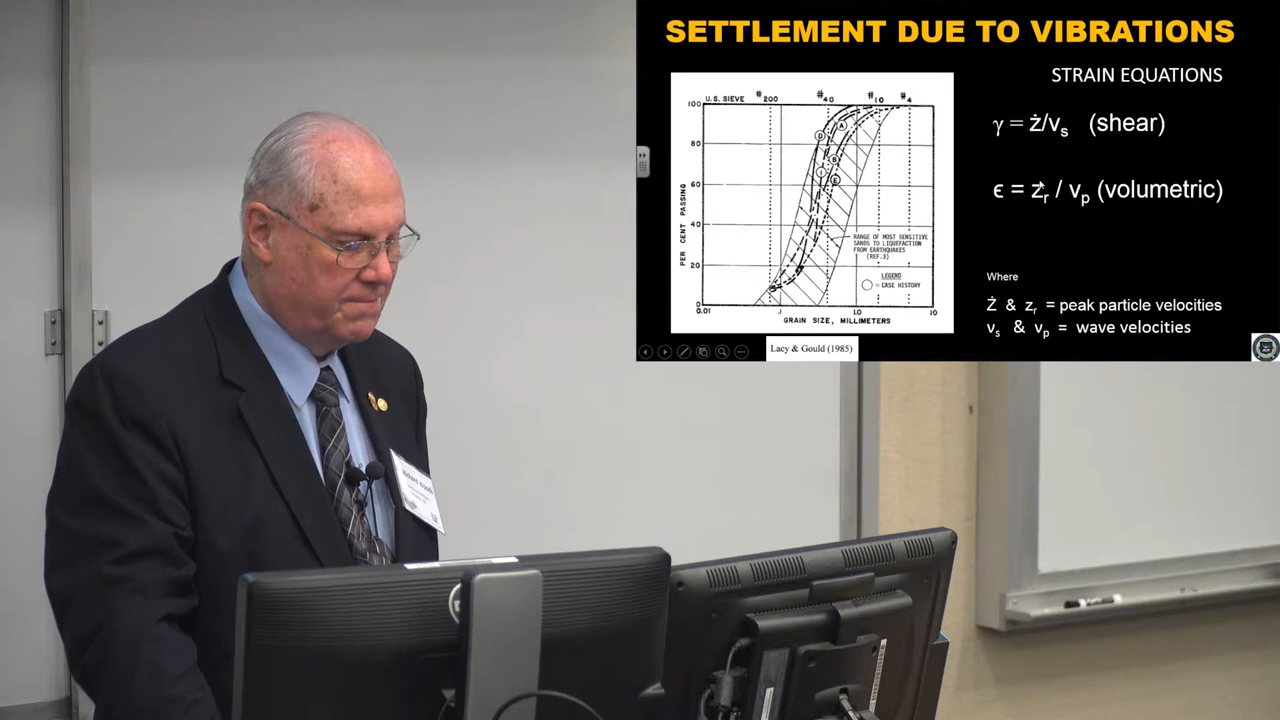 SETTLEMENT DUE TO VIBRATIONS
STRAIN EQUATIONS
γ = ż/vₛ (shear)
ϵ = żᵣ / vₚ (volumetric)
Where
Ż & zᵣ = peak particle velocities
vₛ & vₚ = wave velocities
U.S. SIEVE
#200
#40
#10
#4
100
80
60
40
20
0
PER CENT PASSING
D
A
B
E
RANGE OF MOST SENSITIVE
SANDS TO LIQUEFACTION
FROM EARTHQUAKES
(REF.3)
LEGEND
= CASE HISTORY
0.01
.1
1.0
10
GRAIN SIZE, MILLIMETERS
Lacy & Gould (1985)
Richard Woods